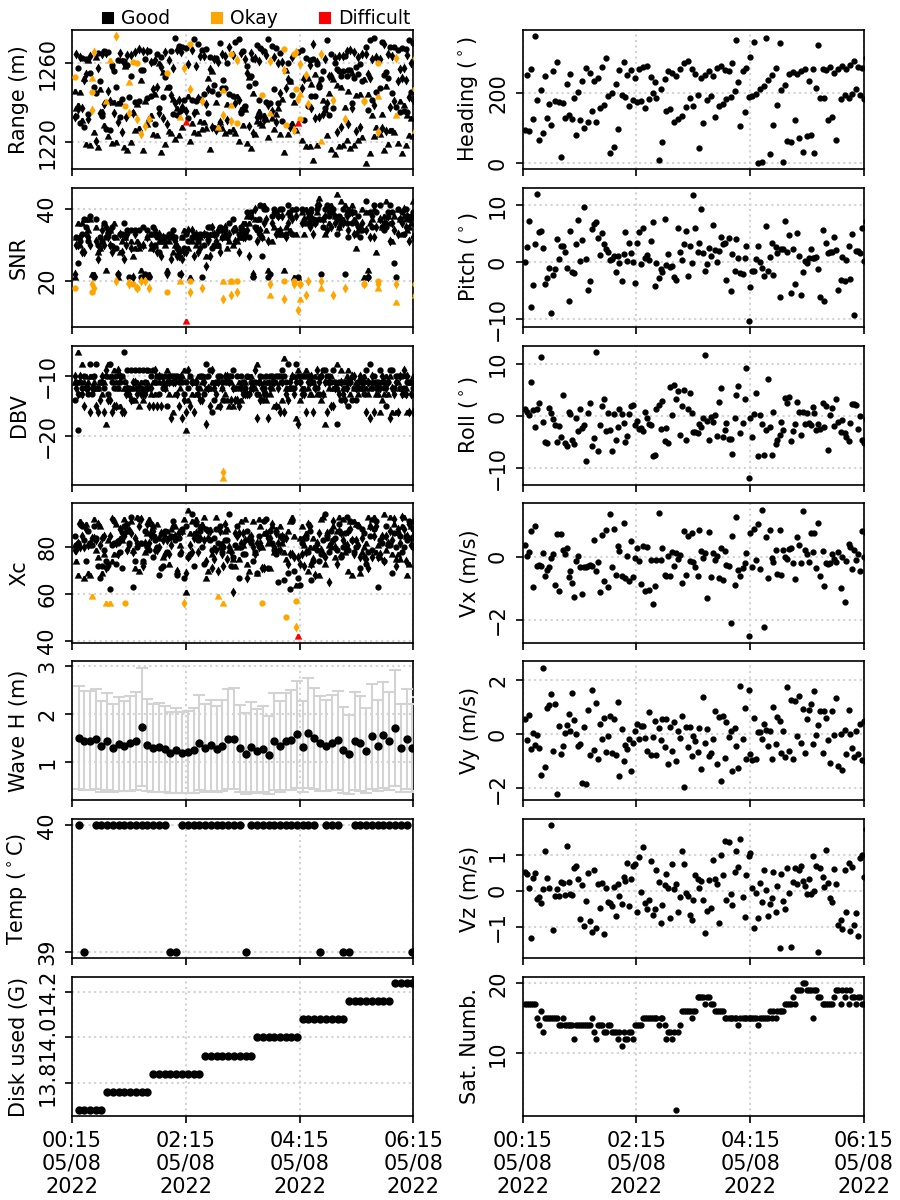 Good Okay Difficult
Range (m)
1260
1220
Heading (°)
200
0
SNR
40
20
Pitch (°)
10
0
−10
DBV
−10
−20
Roll (°)
10
0
−10
Xc
80
60
40
Vx (m/s)
0
−2
Wave H (m)
3
2
1
Vy (m/s)
2
0
−2
Temp (°C)
40
39
Vz (m/s)
1
0
−1
Disk used (G)
14.2
14.0
13.8
Sat. Numb.
20
10
00:15 02:15 04:15 06:15 00:15 02:15 04:15 06:15
05/08 05/08 05/08 05/08 05/08 05/08 05/08 05/08
2022 2022 2022 2022 2022 2022 2022 2022